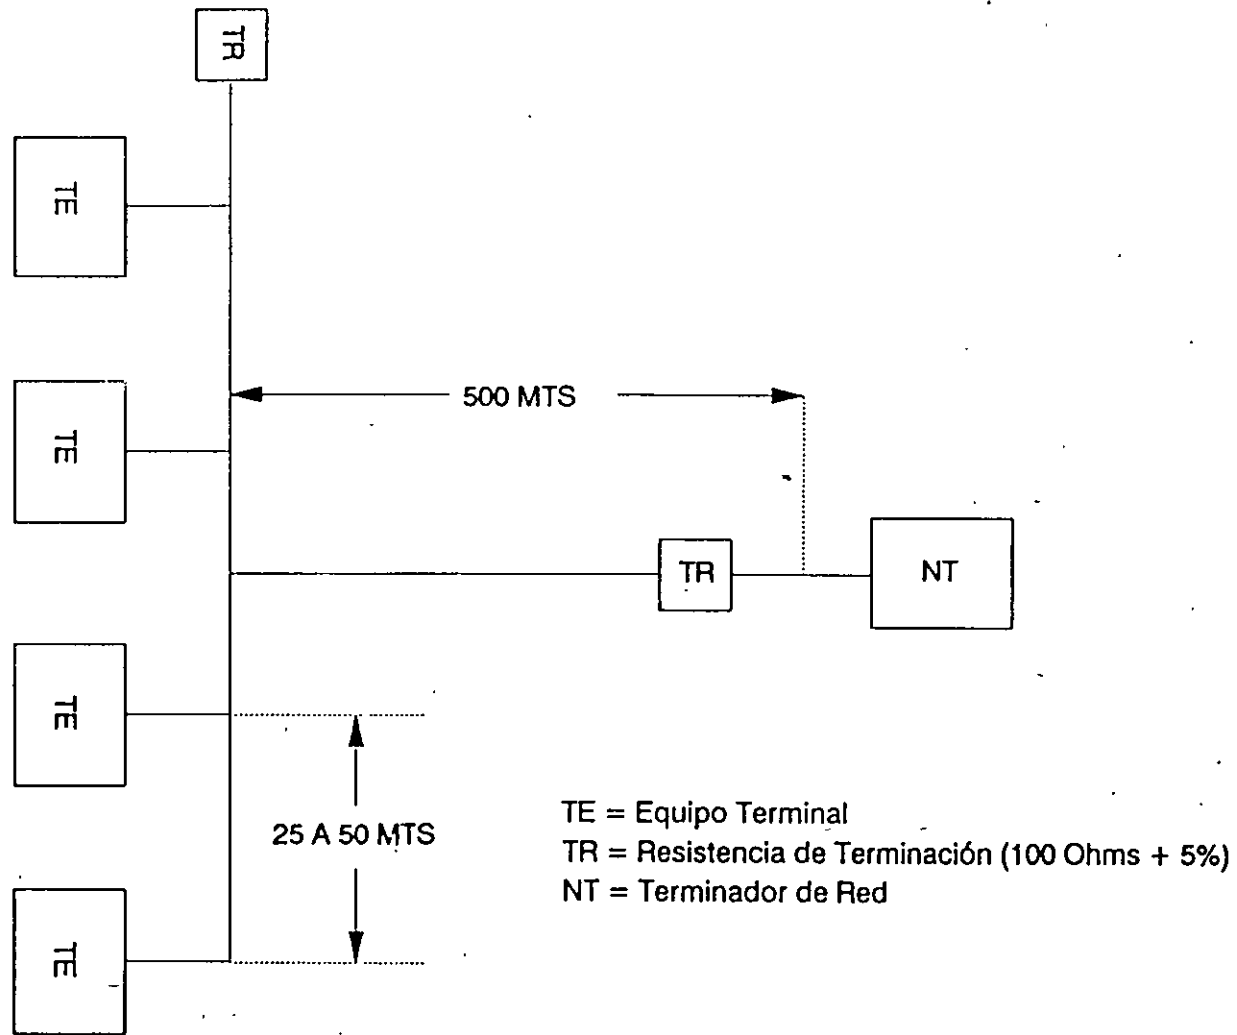 TR
TE
500 MTS
TE
TR
NT
TE
25 A 50 MTS
TE = Equipo Terminal
TR = Resistencia de Terminación (100 Ohms + 5%)
NT = Terminador de Red
TE